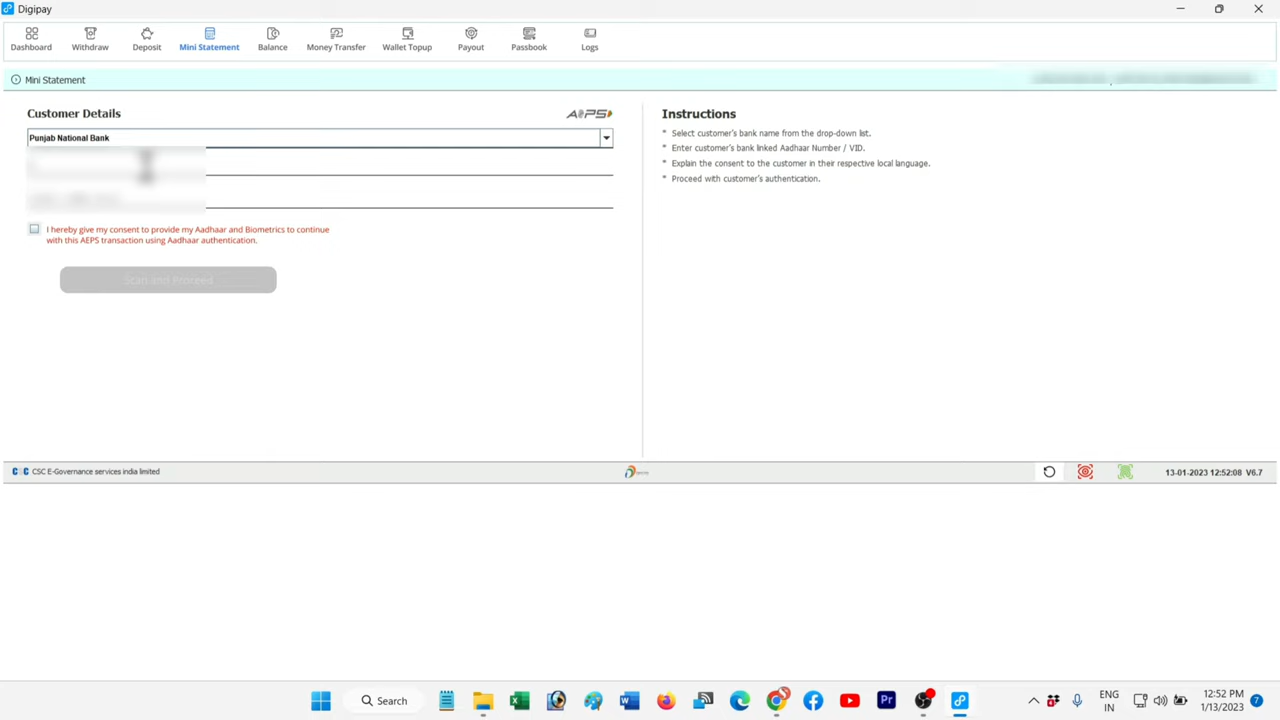 Digipay
Dashboard Withdraw Deposit Mini Statement Balance Money Transfer Wallet Topup Payout Passbook Logs
Mini Statement
Customer Details
AEPS
Punjab National Bank
I hereby give my consent to provide my Aadhaar and Biometrics to continue
with this AEPS transaction using Aadhaar authentication.
Start and Proceed
Instructions
* Select customer's bank name from the drop-down list.
* Enter customer's bank linked Aadhaar Number / VID.
* Explain the consent to the customer in their respective local language.
* Proceed with customer's authentication.
CSC E-Governance services india limited
13-01-2023 12:52:08 V6.7
Search
Pr
ENG
IN
12:52 PM
1/13/2023
7